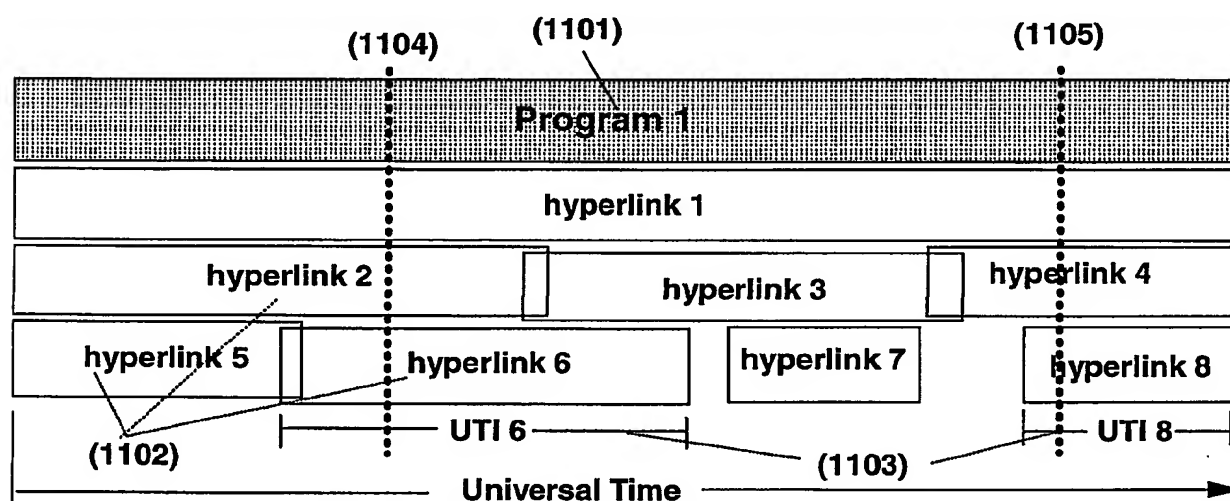 (1104) (1101) (1105)
Program 1
hyperlink 1
hyperlink 2 hyperlink 3 hyperlink 4
hyperlink 5 hyperlink 6 hyperlink 7 hyperlink 8
UTI 6 UTI 8
(1102) (1103)
Universal Time